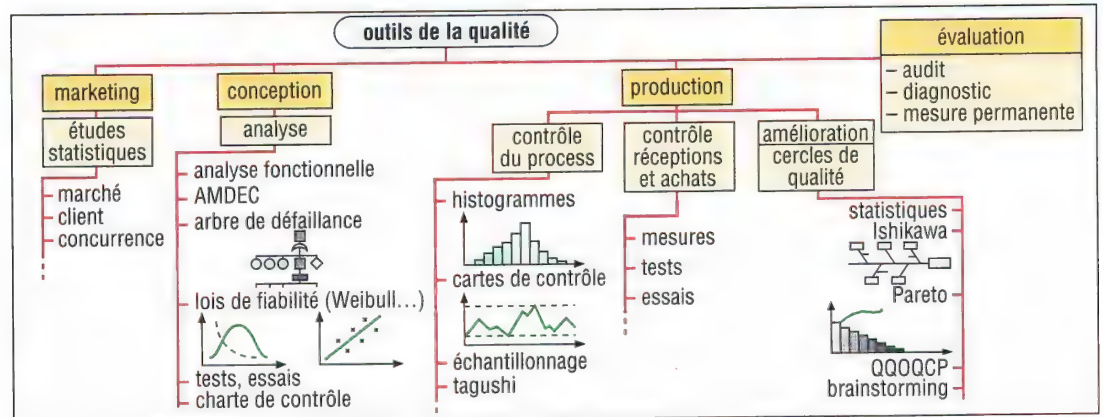 outils de la qualité
évaluation
– audit
– diagnostic
– mesure permanente
marketing
études
statistiques
marché
client
concurrence
conception
analyse
analyse fonctionnelle
AMDEC
arbre de défaillance
lois de fiabilité (Weibull...)
tests, essais
charte de contrôle
production
contrôle
du process
histogrammes
cartes de contrôle
échantillonnage
tagushi
contrôle
réceptions
et achats
mesures
tests
essais
amélioration
cercles de
qualité
statistiques
Ishikawa
Pareto
QQOQCP
brainstorming